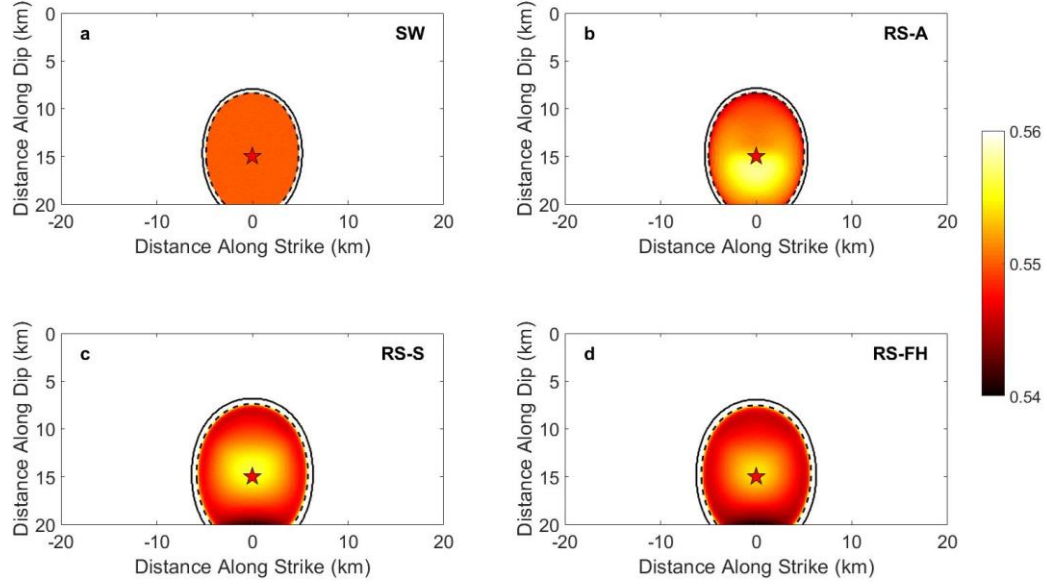 a SW
b RS-A
0
5
10
15
20
-20 -10 0 10 20
Distance Along Strike (km)
Distance Along Dip (km)
0
5
10
15
20
-20 -10 0 10 20
Distance Along Strike (km)
Distance Along Dip (km)
0.56
0.55
0.54
c RS-S
d RS-FH
0
5
10
15
20
-20 -10 0 10 20
Distance Along Strike (km)
Distance Along Dip (km)
0
5
10
15
20
-20 -10 0 10 20
Distance Along Strike (km)
Distance Along Dip (km)